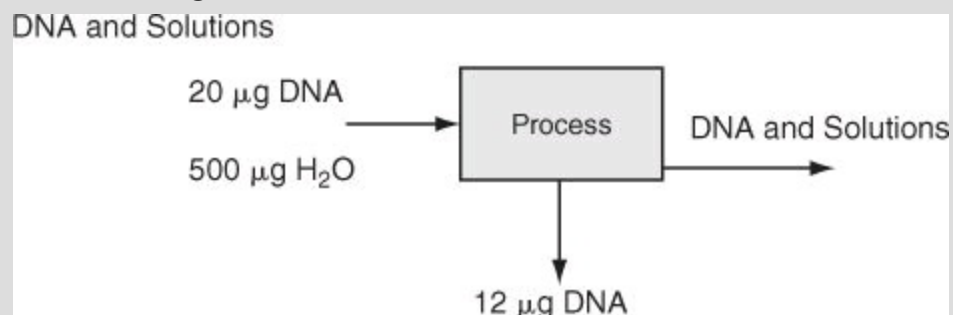 DNA and Solutions
20 μg DNA
Process
DNA and Solutions
500 μg H₂O
12 μg DNA